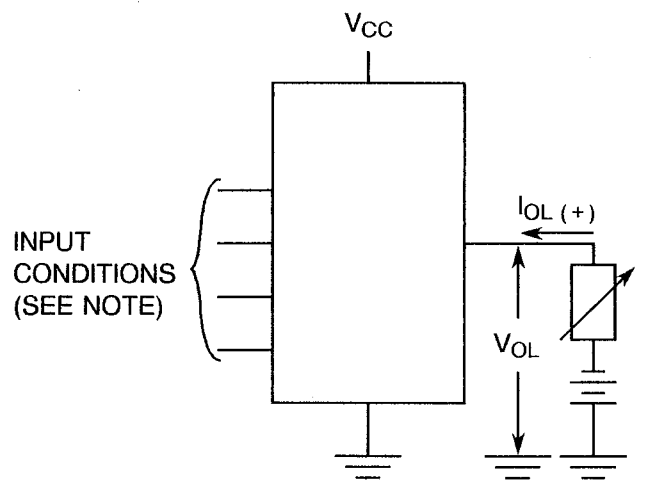 VCC
IOL (+)
INPUT
CONDITIONS
(SEE NOTE)
VOL